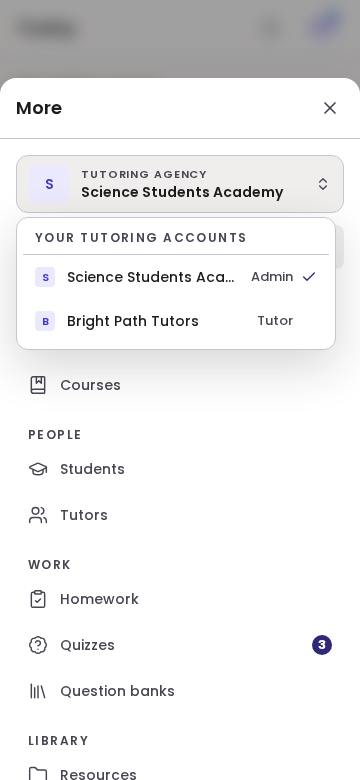 Today
More
S
TUTORING AGENCY
Science Students Academy
YOUR TUTORING ACCOUNTS
S Science Students Aca... Admin
B Bright Path Tutors Tutor
Courses
PEOPLE
Students
Tutors
WORK
Homework
Quizzes 3
Question banks
LIBRARY
Resources